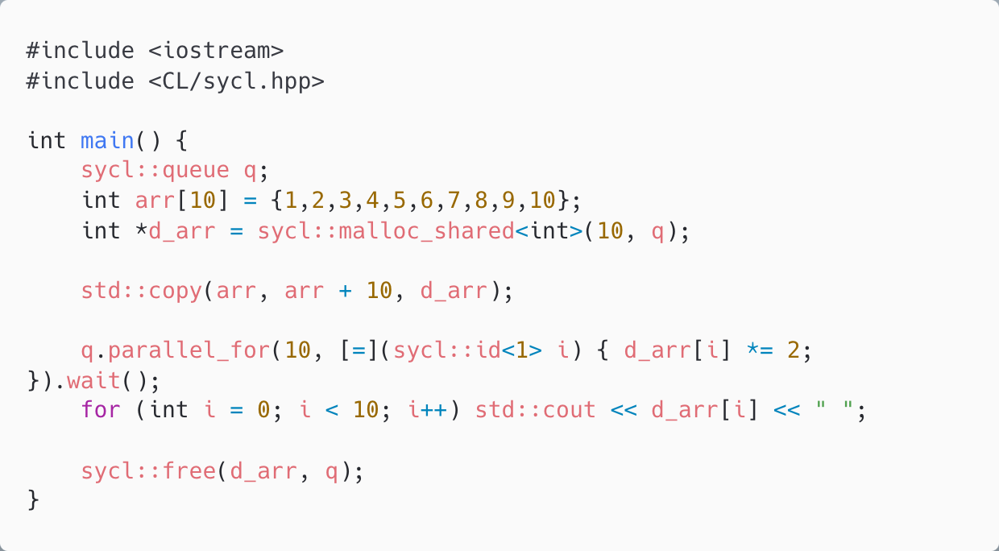 #include <iostream>
#include <CL/sycl.hpp>

int main() {
    sycl::queue q;
    int arr[10] = {1,2,3,4,5,6,7,8,9,10};
    int *d_arr = sycl::malloc_shared<int>(10, q);

    std::copy(arr, arr + 10, d_arr);

    q.parallel_for(10, [=](sycl::id<1> i) { d_arr[i] *= 2;
}).wait();
    for (int i = 0; i < 10; i++) std::cout << d_arr[i] << " ";

    sycl::free(d_arr, q);
}